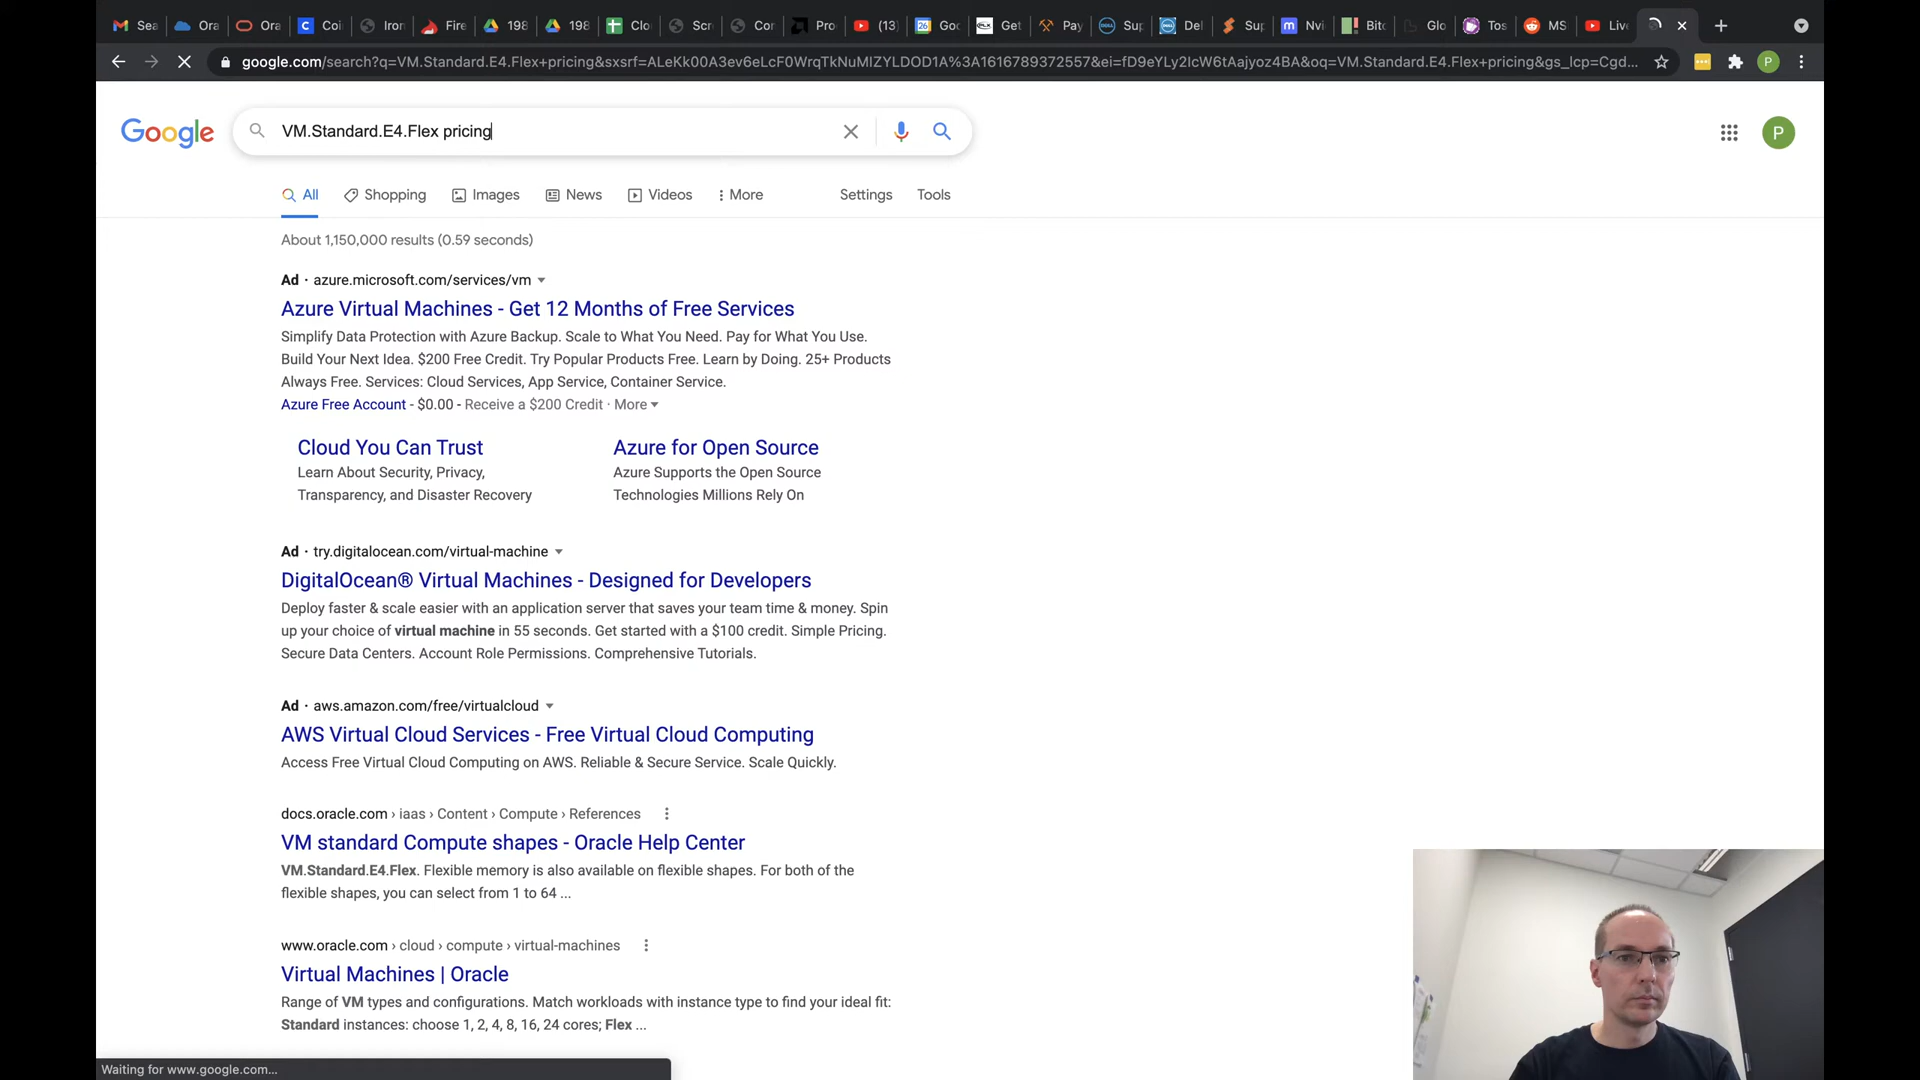 Sea Ora Ora Coi Iron Fire 198 198 Clo Scr Cor Pro (13) Goo Get Pay Sup Del Sup Nvi Bitc Glo Tos MS Live
google.com/search?q=VM.Standard.E4.Flex+pricing&sxsrf=ALeKk00A3ev6eLcF0WrqTkNuMIZYLDOD1A%3A1616789372557&ei=fD9eYLy2IcW6tAajyoz4BA&oq=VM.Standard.E4.Flex+pricing&gs_lcp=Cgd...
P
Google
VM.Standard.E4.Flex pricing
P
All Shopping Images News Videos More Settings Tools
About 1,150,000 results (0.59 seconds)
Ad · azure.microsoft.com/services/vm
Azure Virtual Machines - Get 12 Months of Free Services
Simplify Data Protection with Azure Backup. Scale to What You Need. Pay for What You Use.
Build Your Next Idea. $200 Free Credit. Try Popular Products Free. Learn by Doing. 25+ Products
Always Free. Services: Cloud Services, App Service, Container Service.
Azure Free Account - $0.00 - Receive a $200 Credit · More
Cloud You Can Trust
Learn About Security, Privacy,
Transparency, and Disaster Recovery
Azure for Open Source
Azure Supports the Open Source
Technologies Millions Rely On
Ad · try.digitalocean.com/virtual-machine
DigitalOcean® Virtual Machines - Designed for Developers
Deploy faster & scale easier with an application server that saves your team time & money. Spin
up your choice of virtual machine in 55 seconds. Get started with a $100 credit. Simple Pricing.
Secure Data Centers. Account Role Permissions. Comprehensive Tutorials.
Ad · aws.amazon.com/free/virtualcloud
AWS Virtual Cloud Services - Free Virtual Cloud Computing
Access Free Virtual Cloud Computing on AWS. Reliable & Secure Service. Scale Quickly.
docs.oracle.com › iaas › Content › Compute › References
VM standard Compute shapes - Oracle Help Center
VM.Standard.E4.Flex. Flexible memory is also available on flexible shapes. For both of the
flexible shapes, you can select from 1 to 64 ...
www.oracle.com › cloud › compute › virtual-machines
Virtual Machines | Oracle
Range of VM types and configurations. Match workloads with instance type to find your ideal fit:
Standard instances: choose 1, 2, 4, 8, 16, 24 cores; Flex ...
Waiting for www.google.com...